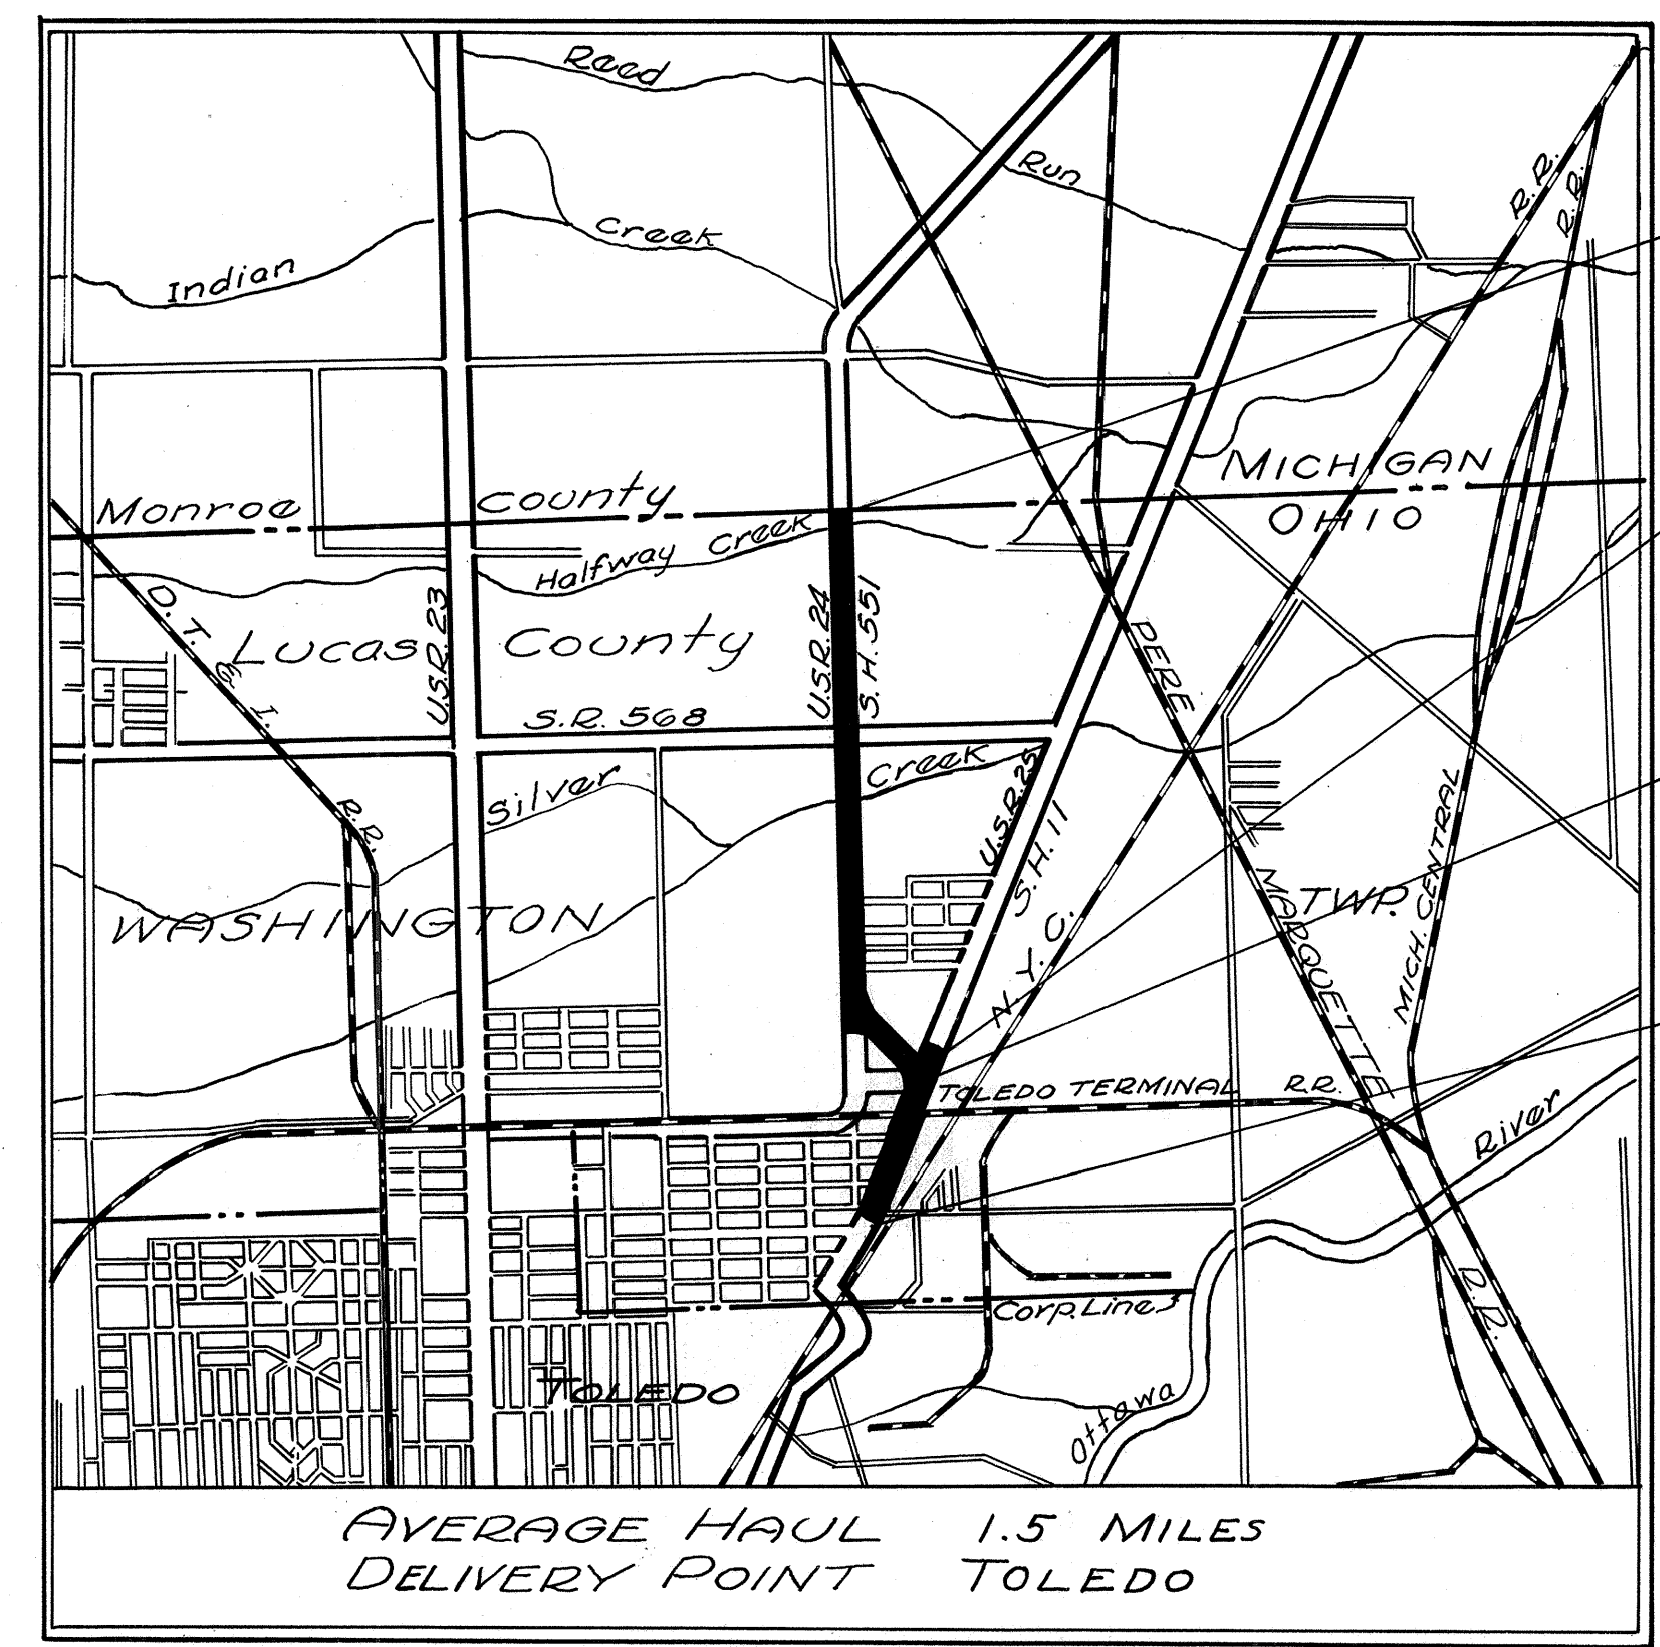 Reed
Run
Creek
Indian
R.R.
R.R.
MICHIGAN
OHIO
Monroe County
Halfway Creek
D. T. & I.
R.R.
Lucas County
U.S.R. 23
U.S.R. 24
S.H. 551
S.R. 568
PERE MARQUETTE
R.R.
Silver Creek
U.S.R. 25
S.H. 11
N.Y.C.
MICH. CENTRAL
WASHINGTON TWP.
TOLEDO TERMINAL R.R.
River
Ottawa
Corp. Line
TOLEDO
AVERAGE HAUL 1.5 MILES
DELIVERY POINT TOLEDO